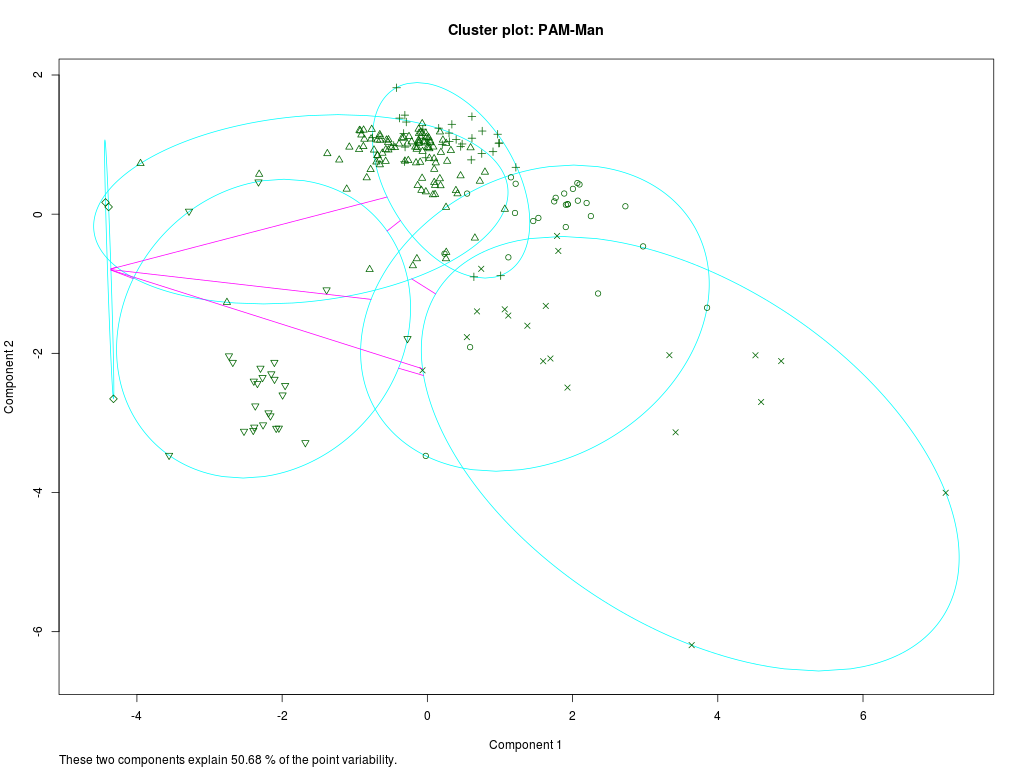 Cluster plot: PAM-Man
2
0
-2
-4
-6
Component 2
-4 -2 0 2 4 6
Component 1
These two components explain 50.68 % of the point variability.